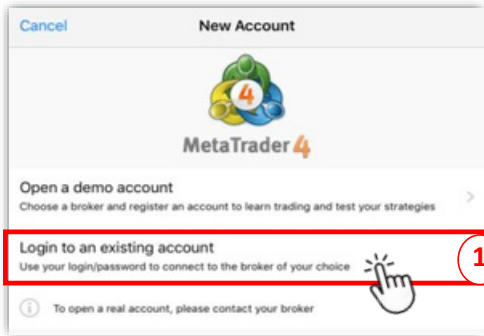 Cancel New Account
4
MetaTrader 4
Open a demo account
Choose a broker and register an account to learn trading and test your strategies
Login to an existing account
Use your login/password to connect to the broker of your choice
1
To open a real account, please contact your broker